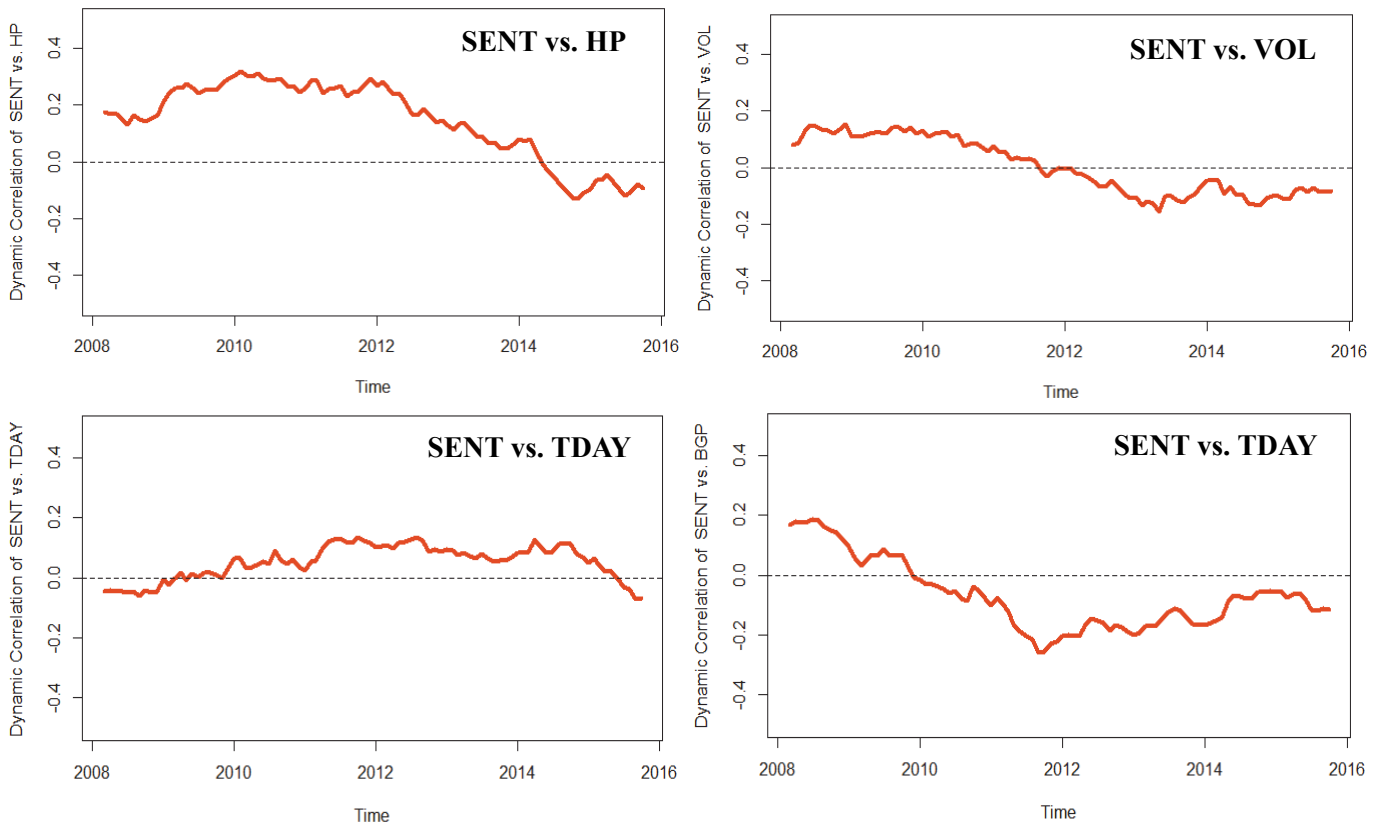 Dynamic Correlation of SENT vs. HP
SENT vs. HP
0.4
0.2
0.0
-0.2
-0.4
2008 2010 2012 2014 2016
Time
Dynamic Correlation of SENT vs. VOL
SENT vs. VOL
0.4
0.2
0.0
-0.2
-0.4
2008 2010 2012 2014 2016
Time
Dynamic Correlation of SENT vs. TDAY
SENT vs. TDAY
0.4
0.2
0.0
-0.2
-0.4
2008 2010 2012 2014 2016
Time
Dynamic Correlation of SENT vs. BGP
SENT vs. TDAY
0.4
0.2
0.0
-0.2
-0.4
2008 2010 2012 2014 2016
Time